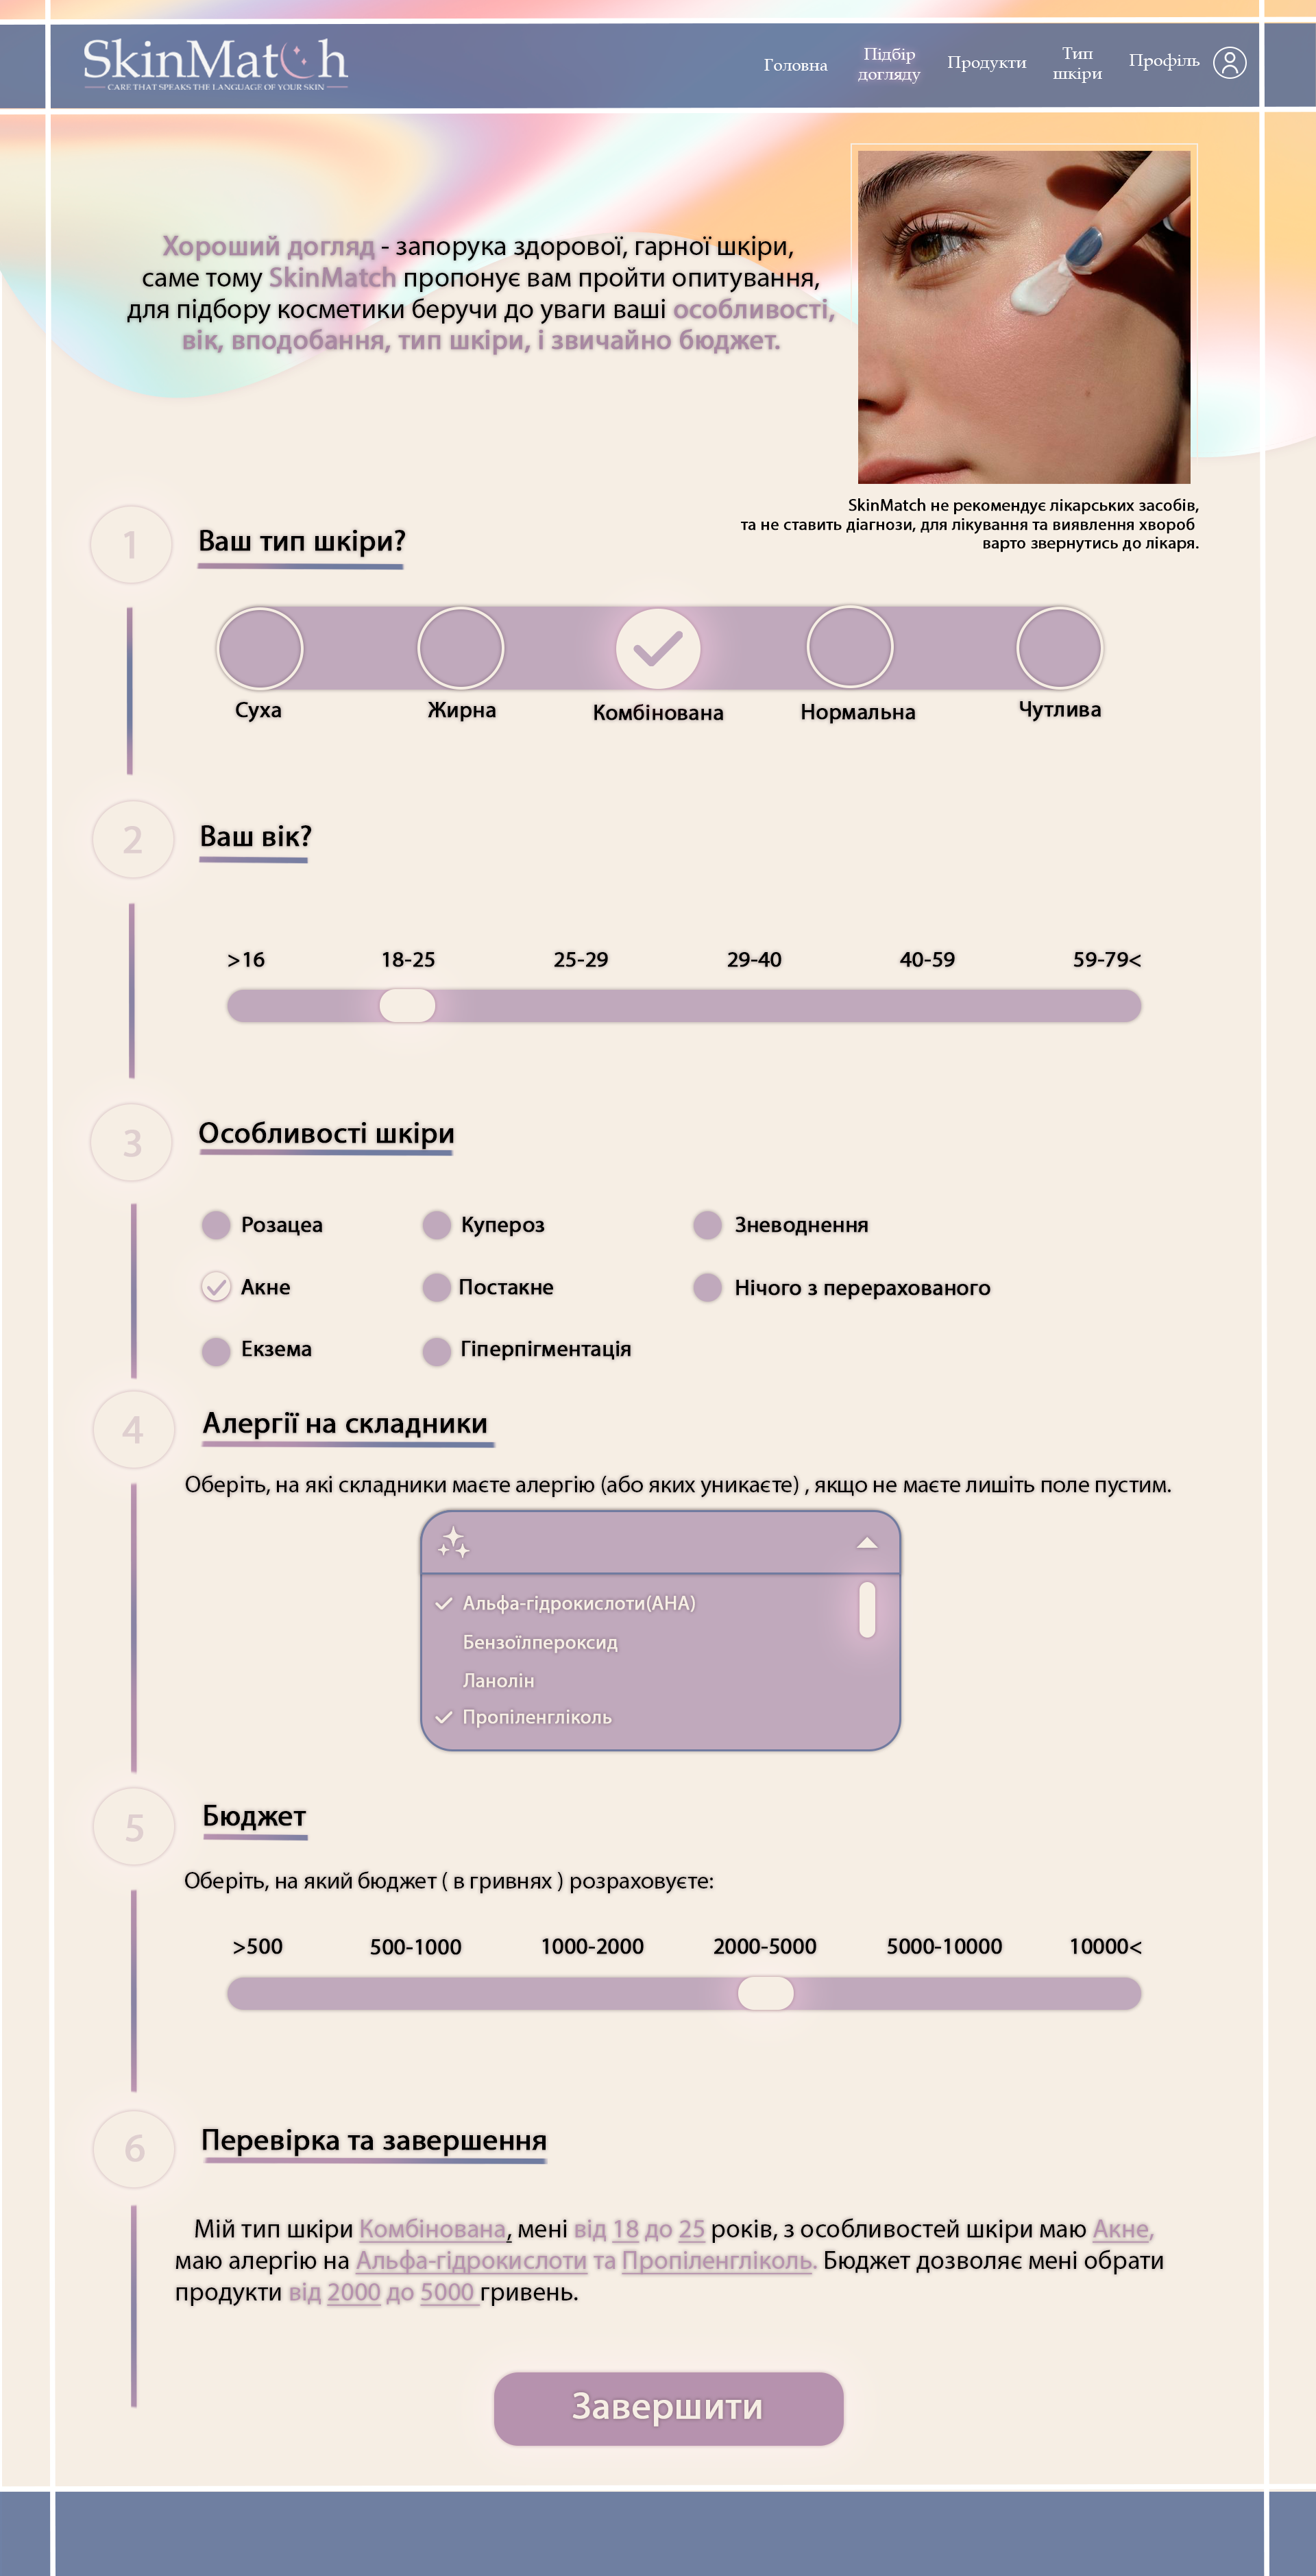 SkinMatch
CARE THAT SPEAKS THE LANGUAGE OF YOUR SKIN
Головна
Підбір
догляду
Продукти
Тип
шкіри
Профіль
Хороший догляд - запорука здорової, гарної шкіри,
саме тому SkinMatch пропонує вам пройти опитування,
для підбору косметики беручи до уваги ваші особливості,
вік, вподобання, тип шкіри, і звичайно бюджет.
SkinMatch не рекомендує лікарських засобів,
та не ставить діагнози, для лікування та виявлення хвороб
варто звернутись до лікаря.
1
Ваш тип шкіри?
Суха
Жирна
Комбінована
Нормальна
Чутлива
2
Ваш вік?
>16
18-25
25-29
29-40
40-59
59-79<
3
Особливості шкіри
Розацеа
Купероз
Зневоднення
Акне
Постакне
Нічого з перерахованого
Екзема
Гіперпігментація
4
Алергії на складники
Оберіть, на які складники маєте алергію (або яких уникаєте) , якщо не маєте лишіть поле пустим.
Альфа-гідрокислоти(АНА)
Бензоїлпероксид
Ланолін
Пропіленгліколь
5
Бюджет
Оберіть, на який бюджет ( в гривнях ) розраховуєте:
>500
500-1000
1000-2000
2000-5000
5000-10000
10000<
6
Перевірка та завершення
Мій тип шкіри Комбінована, мені від 18 до 25 років, з особливостей шкіри маю Акне,
маю алергію на Альфа-гідрокислоти та Пропіленгліколь. Бюджет дозволяє мені обрати
продукти від 2000 до 5000 гривень.
Завершити